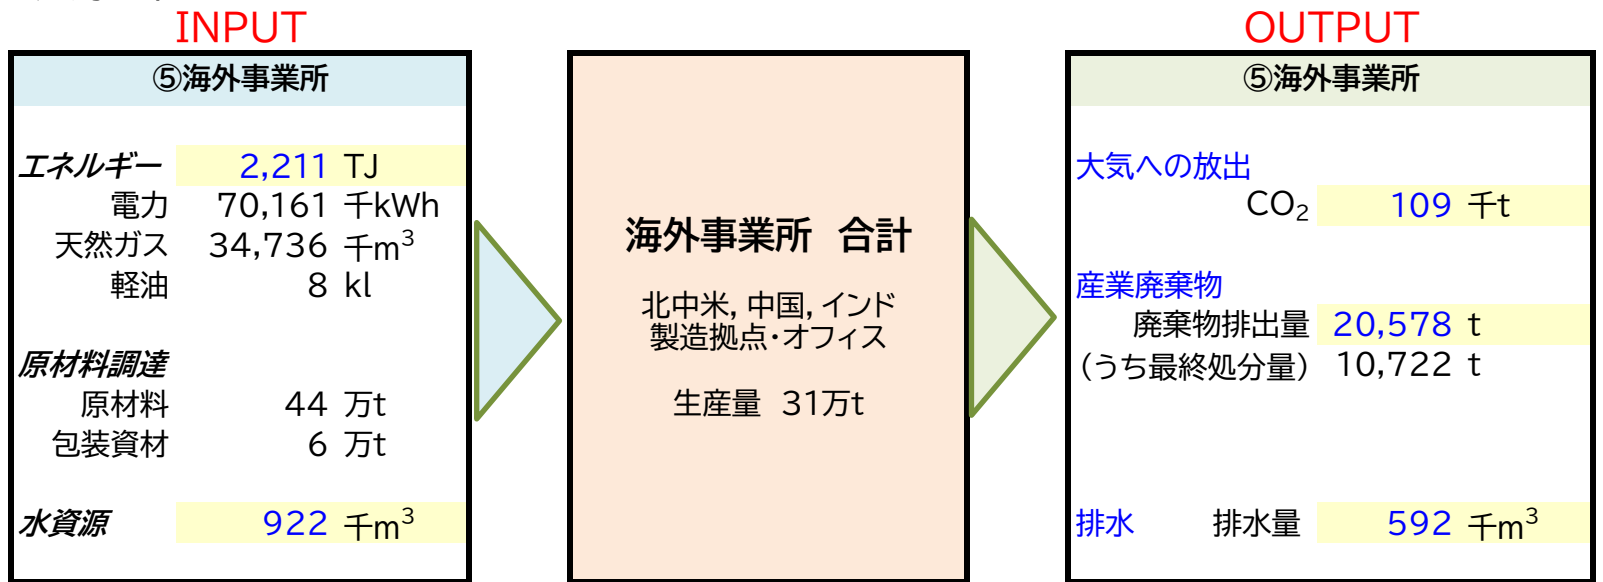 INPUT
⑤海外事業所
エネルギー 2,211 TJ
電力 70,161 千kWh
天然ガス 34,736 千m³
軽油 8 kl
原材料調達
原材料 44 万t
包装資材 6 万t
水資源 922 千m³
海外事業所 合計
北中米, 中国, インド
製造拠点・オフィス
生産量 31万t
OUTPUT
⑤海外事業所
大気への放出
CO₂ 109 千t
産業廃棄物
廃棄物排出量 20,578 t
(うち最終処分量) 10,722 t
排水 排水量 592 千m³